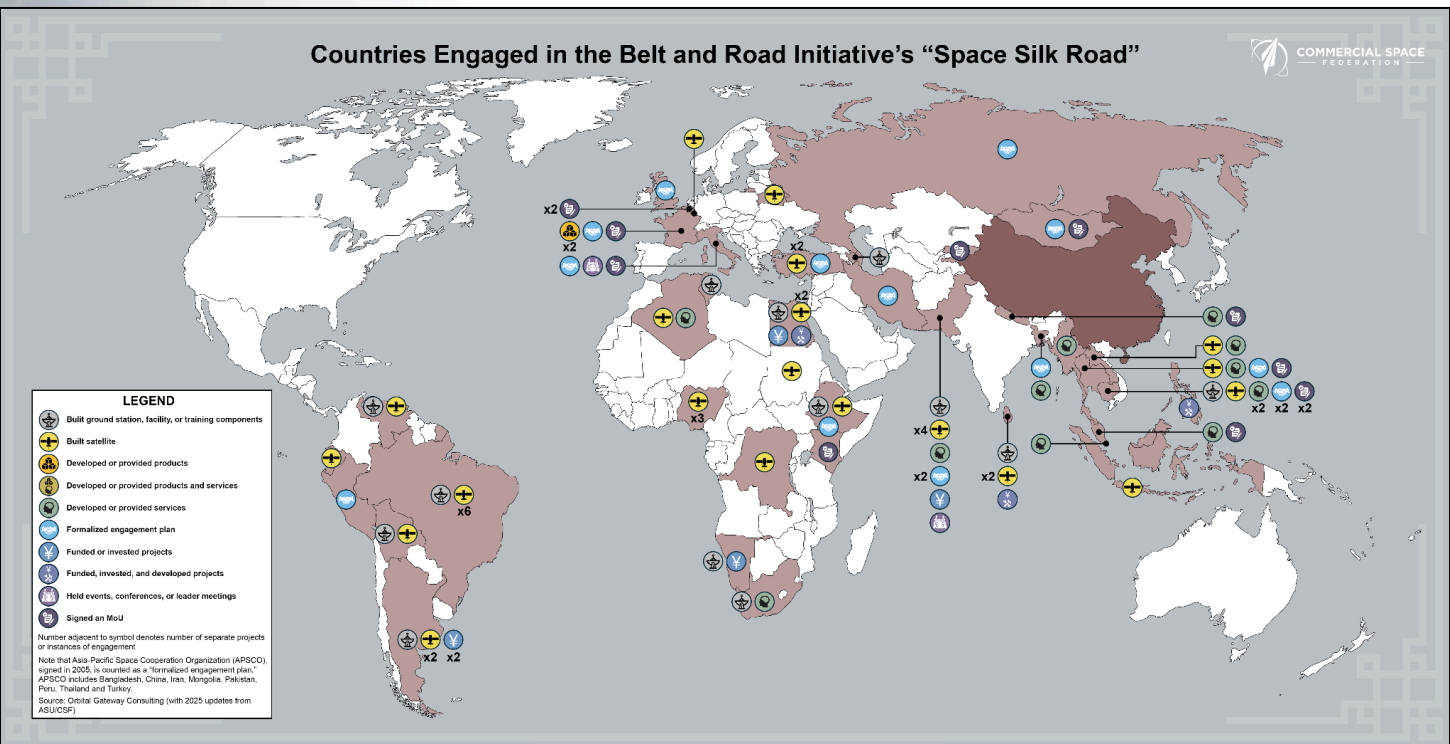 Countries Engaged in the Belt and Road Initiative's “Space Silk Road”
COMMERCIAL SPACE
FEDERATION
x2
x2
x2
x2
x3
x4
x2
x2
x2 x2 x2
x6
x2 x2
LEGEND
Bulit ground station, facility, or training components
Built satellite
Developed or provided products
Developed or provided products and services
Developed or provided services
Formalized engagement plan
¥ Funded or invested projects
Funded, invested, and developed projects
Held events, conferences, or leader meetings
Signed an MoU
Number adjacent to symbol denotes number of separate projects
or instances of engagement
Note that Asia-Pacific Space Cooperation Organization (APSCO),
signed in 2005, is counted as a “formalized engagement plan.”
APSCO includes Bangladesh, China, Iran, Mongolia, Pakistan,
Peru, Thailand and Turkey.
Source: Orbital Gateway Consulting (with 2025 updates from
ASU/CSF)